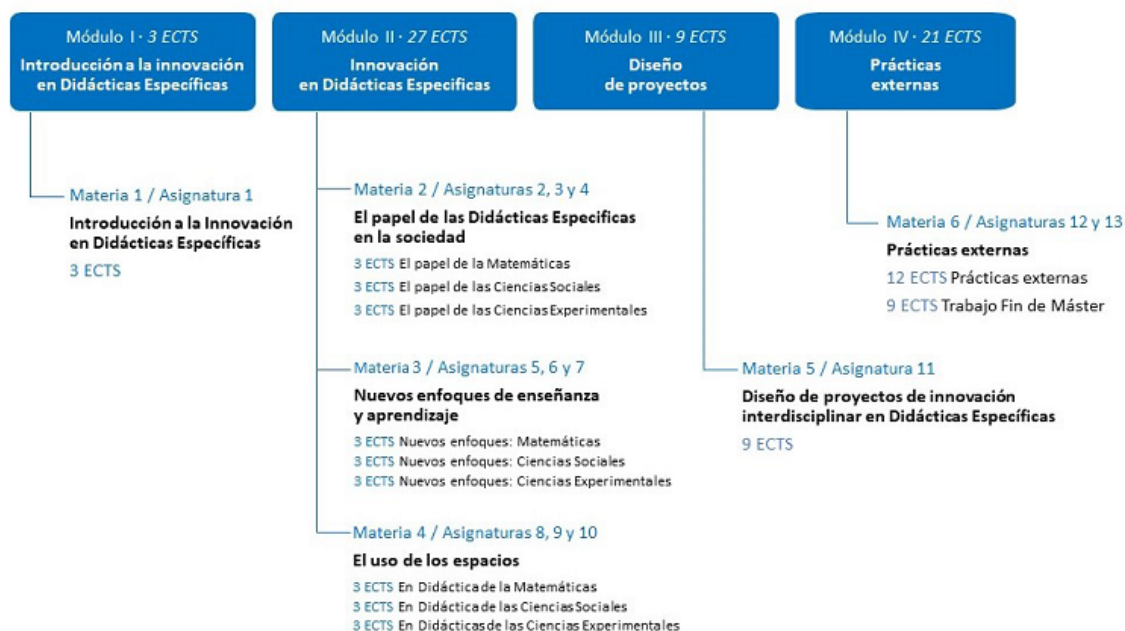 Módulo I · 3 ECTS
Introducción a la innovación
en Didácticas Específicas
Módulo II · 27 ECTS
Innovación
en Didácticas Especificas
Módulo III · 9 ECTS
Diseño
de proyectos
Módulo IV · 21 ECTS
Prácticas
externas
Materia 1 / Asignatura 1
Introducción a la Innovación
en Didácticas Específicas
3 ECTS
Materia 2 / Asignaturas 2, 3 y 4
El papel de las Didácticas Especificas
en la sociedad
3 ECTS El papel de la Matemáticas
3 ECTS El papel de las Ciencias Sociales
3 ECTS El papel de las Ciencias Experimentales
Materia 3 / Asignaturas 5, 6 y 7
Nuevos enfoques de enseñanza
y aprendizaje
3 ECTS Nuevos enfoques: Matemáticas
3 ECTS Nuevos enfoques: Ciencias Sociales
3 ECTS Nuevos enfoques: Ciencias Experimentales
Materia 4 / Asignaturas 8, 9 y 10
El uso de los espacios
3 ECTS En Didáctica de la Matemáticas
3 ECTS En Didáctica de las Ciencias Sociales
3 ECTS En Didácticas de las Ciencias Experimentales
Materia 5 / Asignatura 11
Diseño de proyectos de innovación
interdisciplinar en Didácticas Específicas
9 ECTS
Materia 6 / Asignaturas 12 y 13
Prácticas externas
12 ECTS Prácticas externas
9 ECTS Trabajo Fin de Máster